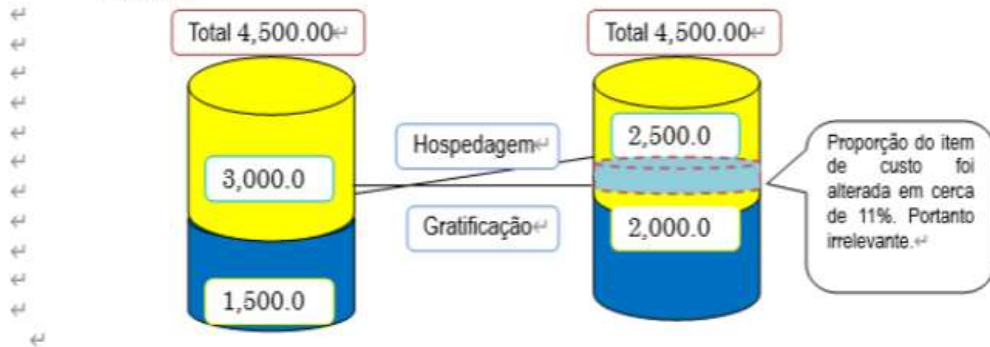 Total 4,500.00
Total 4,500.00
Hospedagem
2,500.0
3,000.0
Proporção do item
de custo foi
alterada em cerca
de 11%. Portanto
irrelevante.
Gratificação
2,000.0
1,500.0